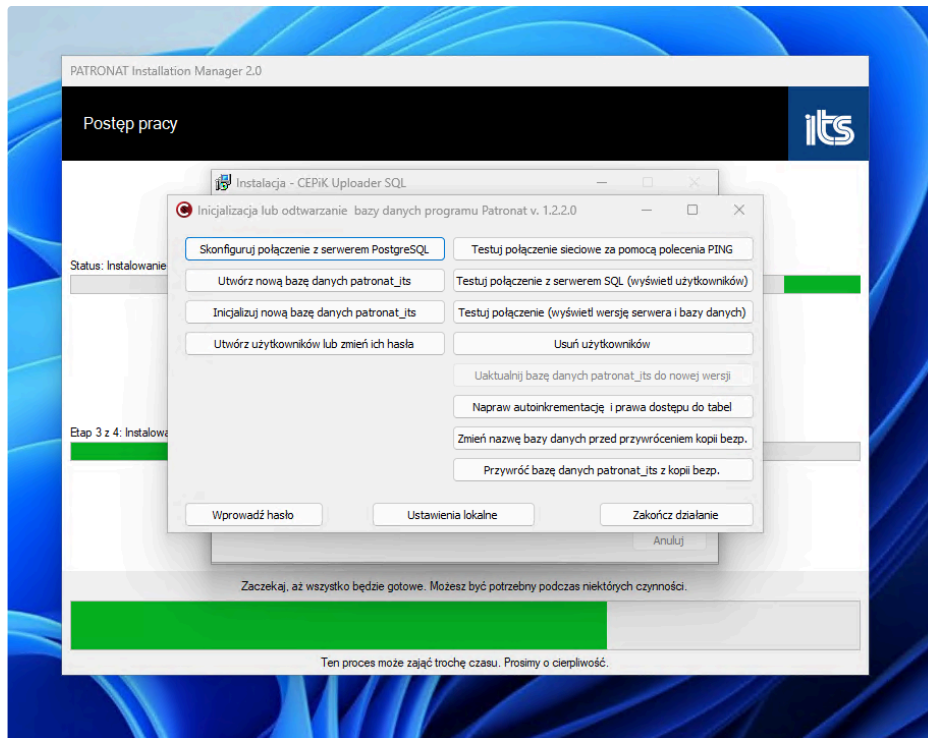 PATRONAT Installation Manager 2.0
Postęp pracy
its
Instalacja - CEPiK Uploader SQL
Inicjalizacja lub odtwarzanie bazy danych programu Patronat v. 1.2.2.0
Skonfiguruj połączenie z serwerem PostgreSQL
Testuj połączenie sieciowe za pomocą polecenia PING
Status: Instalowanie
Utwórz nową bazę danych patronat_its
Testuj połączenie z serwerem SQL (wyświetl użytkowników)
Inicjalizuj nową bazę danych patronat_its
Testuj połączenie (wyświetl wersję serwera i bazy danych)
Utwórz użytkowników lub zmień ich hasła
Usuń użytkowników
Uaktualnij bazę danych patronat_its do nowej wersji
Napraw autoinkrementację i prawa dostępu do tabel
Etap 3 z 4: Instalowa
Zmień nazwę bazy danych przed przywróceniem kopii bezp.
Przywróć bazę danych patronat_its z kopii bezp.
Wprowadź hasło
Ustawienia lokalne
Zakończ działanie
Anuluj
Zaczekaj, aż wszystko będzie gotowe. Możesz być potrzebny podczas niektórych czynności.
Ten proces może zająć trochę czasu. Prosimy o cierpliwość.